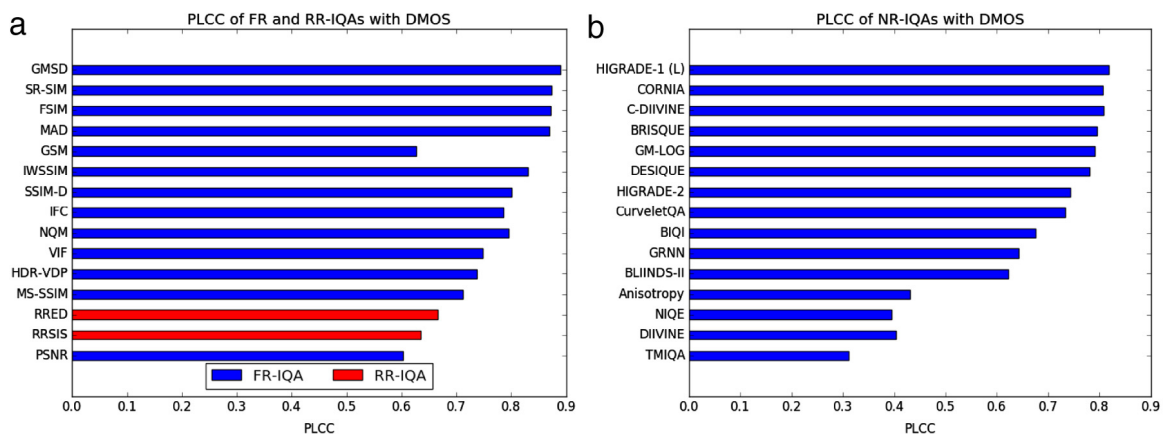 a
PLCC of FR and RR-IQAs with DMOS
GMSD
SR-SIM
FSIM
MAD
GSM
IWSSIM
SSIM-D
IFC
NQM
VIF
HDR-VDP
MS-SSIM
RRED
RRSIS
PSNR
FR-IQA RR-IQA
0.0 0.1 0.2 0.3 0.4 0.5 0.6 0.7 0.8 0.9
PLCC
b
PLCC of NR-IQAs with DMOS
HIGRADE-1 (L)
CORNIA
C-DIIVINE
BRISQUE
GM-LOG
DESIQUE
HIGRADE-2
CurveletQA
BIQI
GRNN
BLIINDS-II
Anisotropy
NIQE
DIIVINE
TMIQA
0.0 0.1 0.2 0.3 0.4 0.5 0.6 0.7 0.8 0.9
PLCC